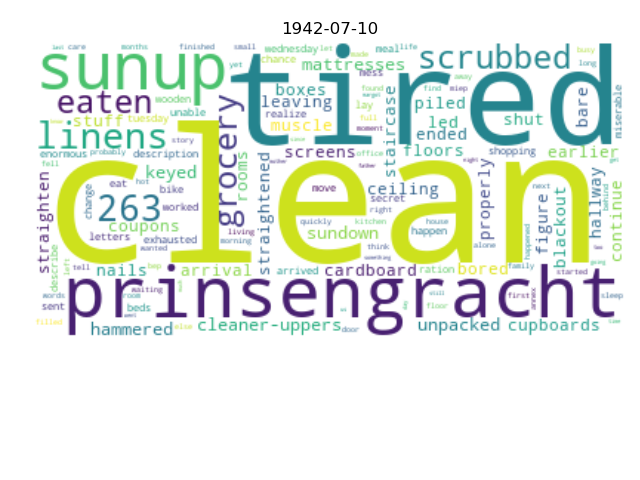 1942-07-10
last care months finished small wednesday let meal life busy
sunup tired scrubbed
yet chance made mattresses away long
eaten stuff wooden tuesday unable boxes leaving mess found find miep
linens realize muscle moment lay full staircase piled led shut bare miserable
enormous probably description story screens office ended floors shopping earlier
clean
straighten change eat bike keyed 263 worked coupons letters exhausted wanted
grocery rooms straightened living morning
move ceiling secret quickly right kitchen house happen sundown think alone
properly figure next blackout hallway behind continue
describe left tell nails waiting arrival arrived cardboard ration bored family started
prinsengracht
words sent room beds door floor first annex sleep
filled hammered else cleaner-uppers unpacked cupboards